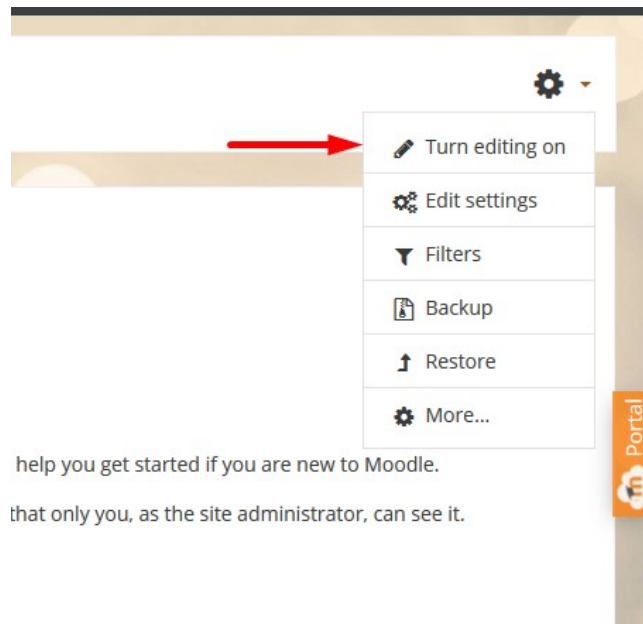 Turn editing on
Edit settings
Filters
Backup
Restore
More...
Portal
help you get started if you are new to Moodle.
that only you, as the site administrator, can see it.